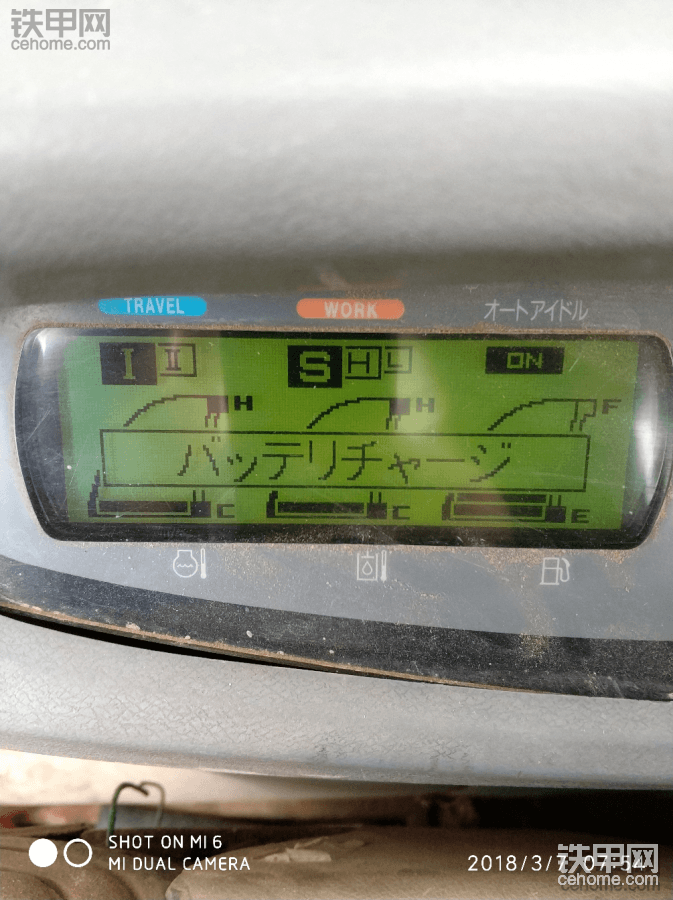 铁甲网
cehome.com
TRAVEL WORK オートアイドル
I II S H L ON
H H F
バッテリチャージ
C C E
SHOT ON MI 6
MI DUAL CAMERA
2018/3/7 07:54
铁甲网
cehome.com